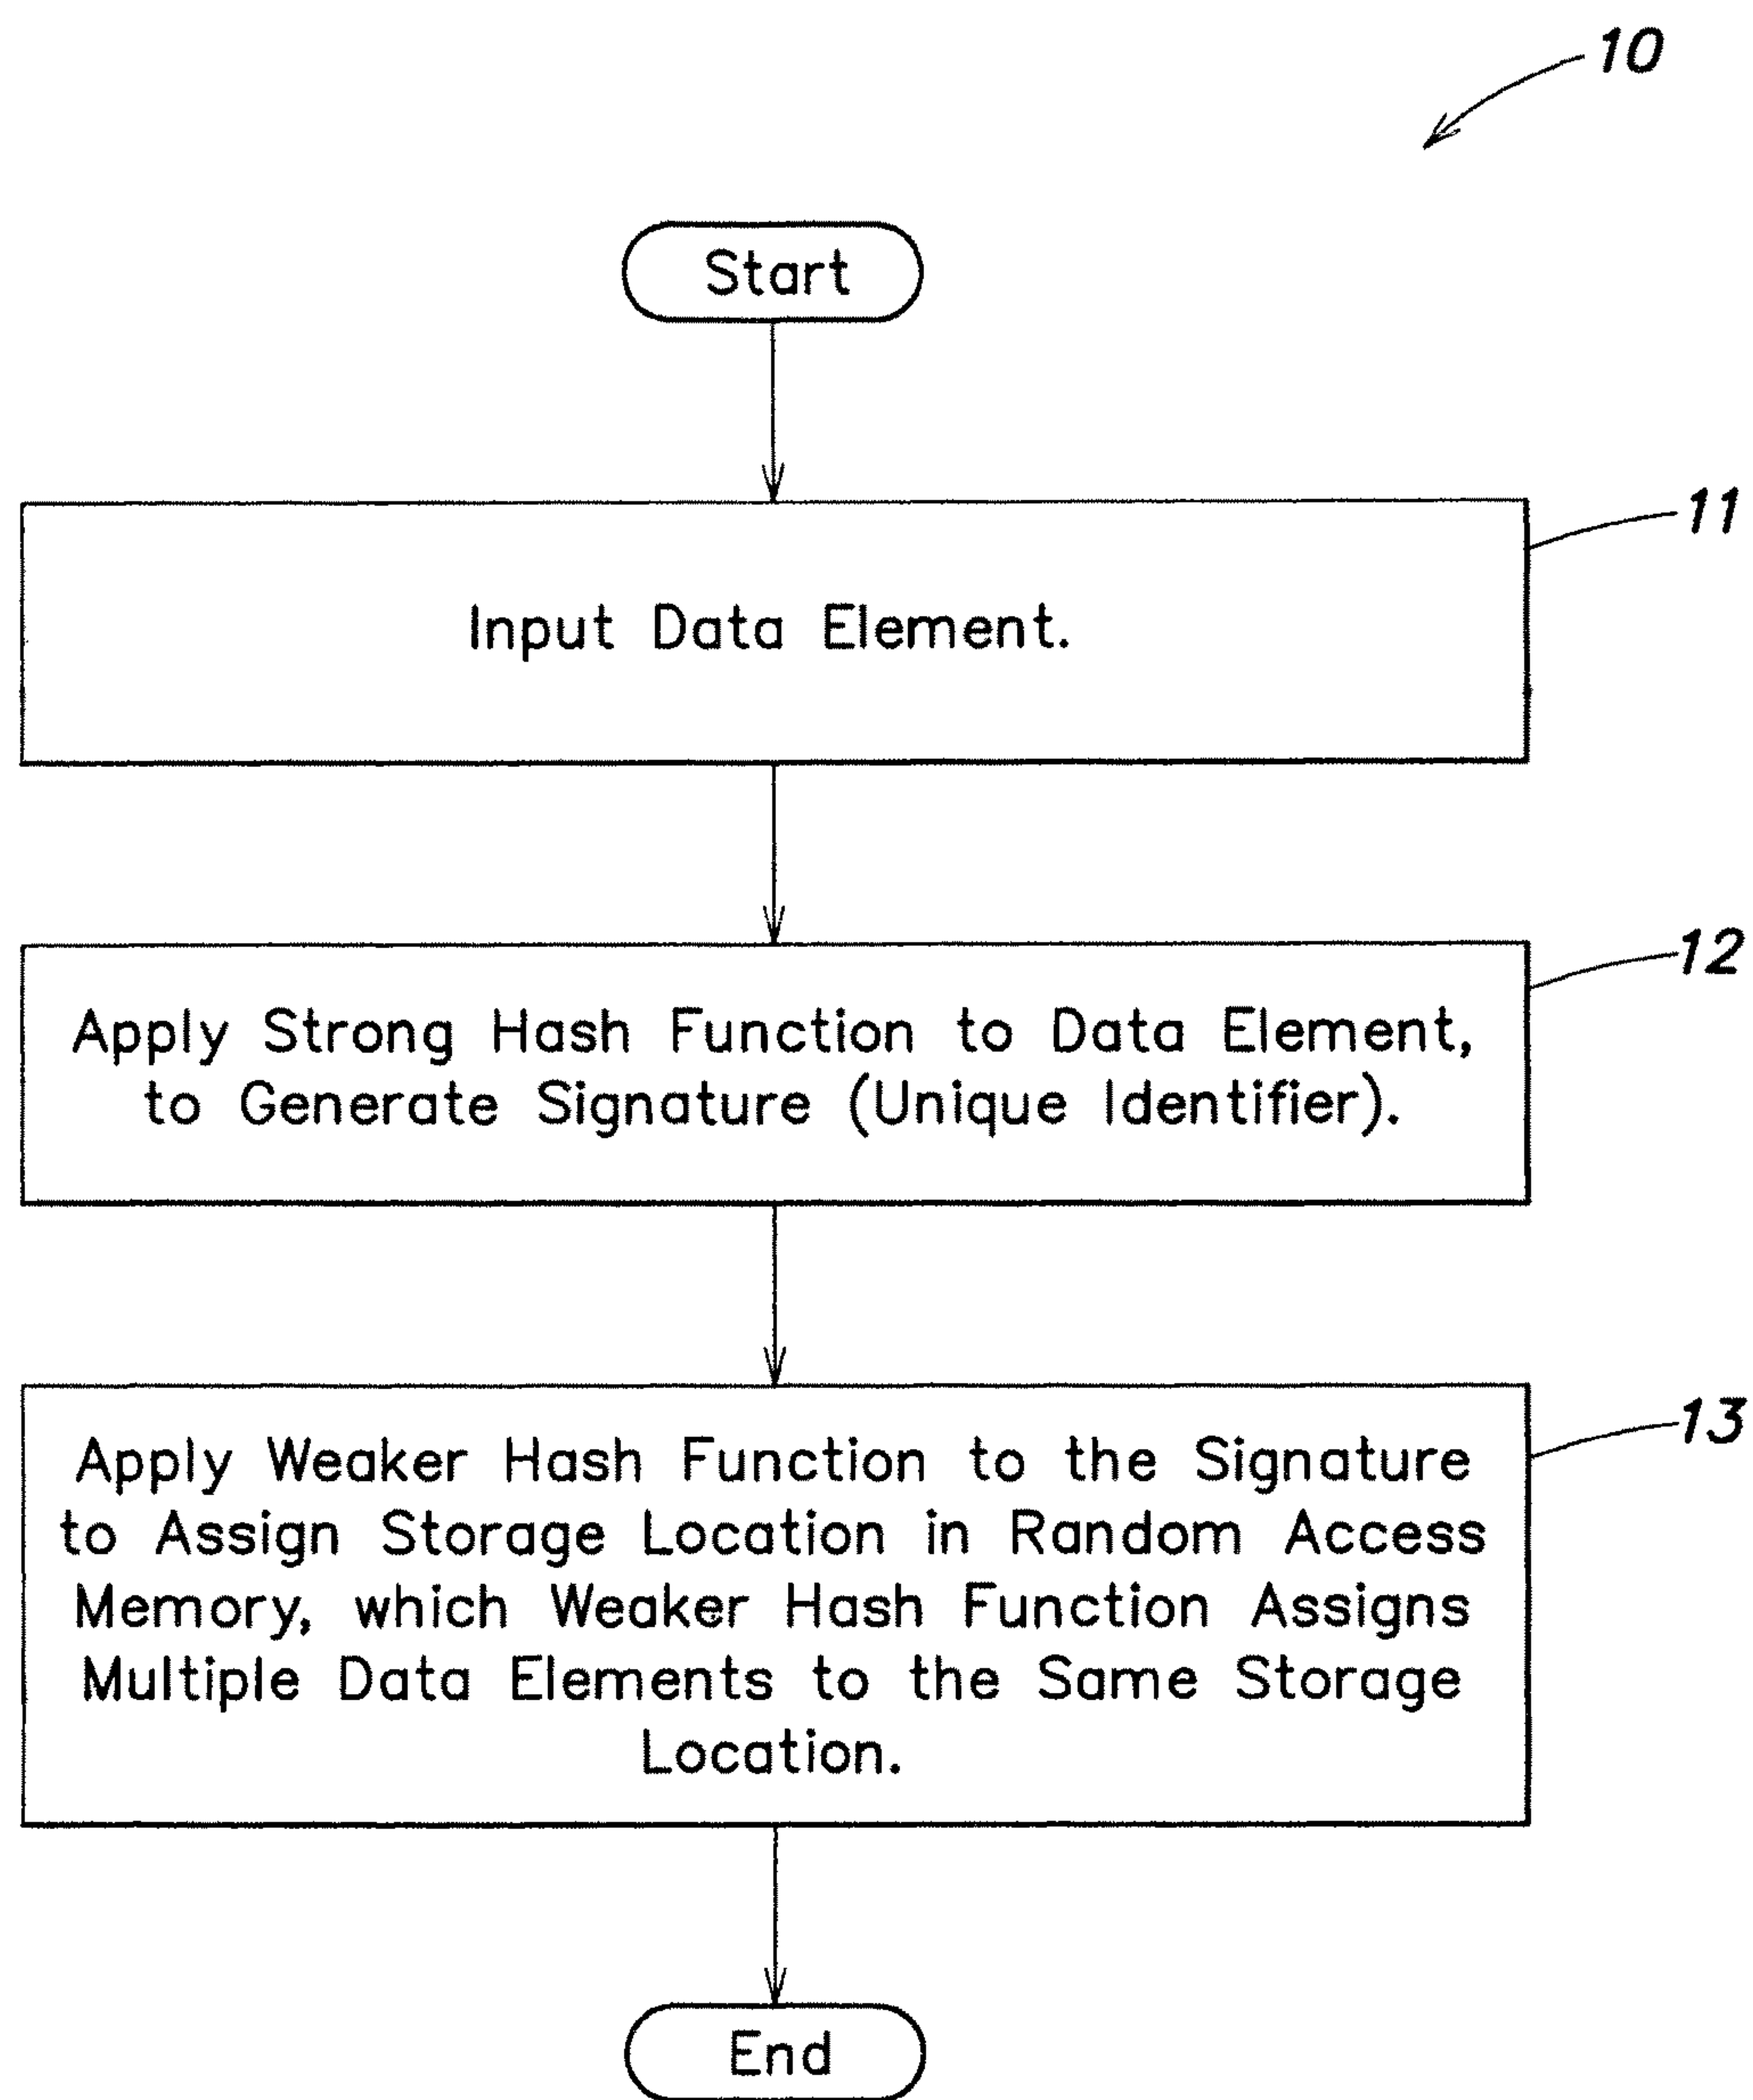 10
Start
11
Input Data Element.
12
Apply Strong Hash Function to Data Element,
to Generate Signature (Unique Identifier).
13
Apply Weaker Hash Function to the Signature
to Assign Storage Location in Random Access
Memory, which Weaker Hash Function Assigns
Multiple Data Elements to the Same Storage
Location.
End